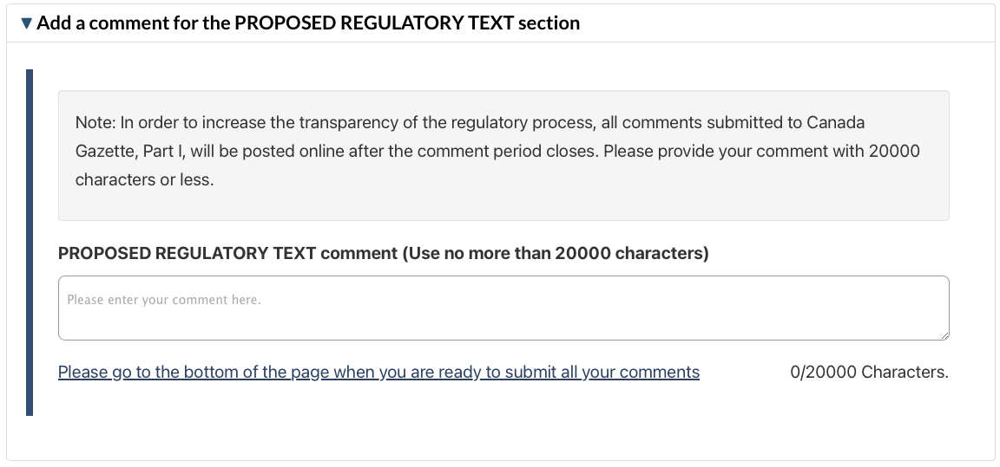 ▼ Add a comment for the PROPOSED REGULATORY TEXT section
Note: In order to increase the transparency of the regulatory process, all comments submitted to Canada
Gazette, Part I, will be posted online after the comment period closes. Please provide your comment with 20000
characters or less.
PROPOSED REGULATORY TEXT comment (Use no more than 20000 characters)
Please enter your comment here.
Please go to the bottom of the page when you are ready to submit all your comments
0/20000 Characters.